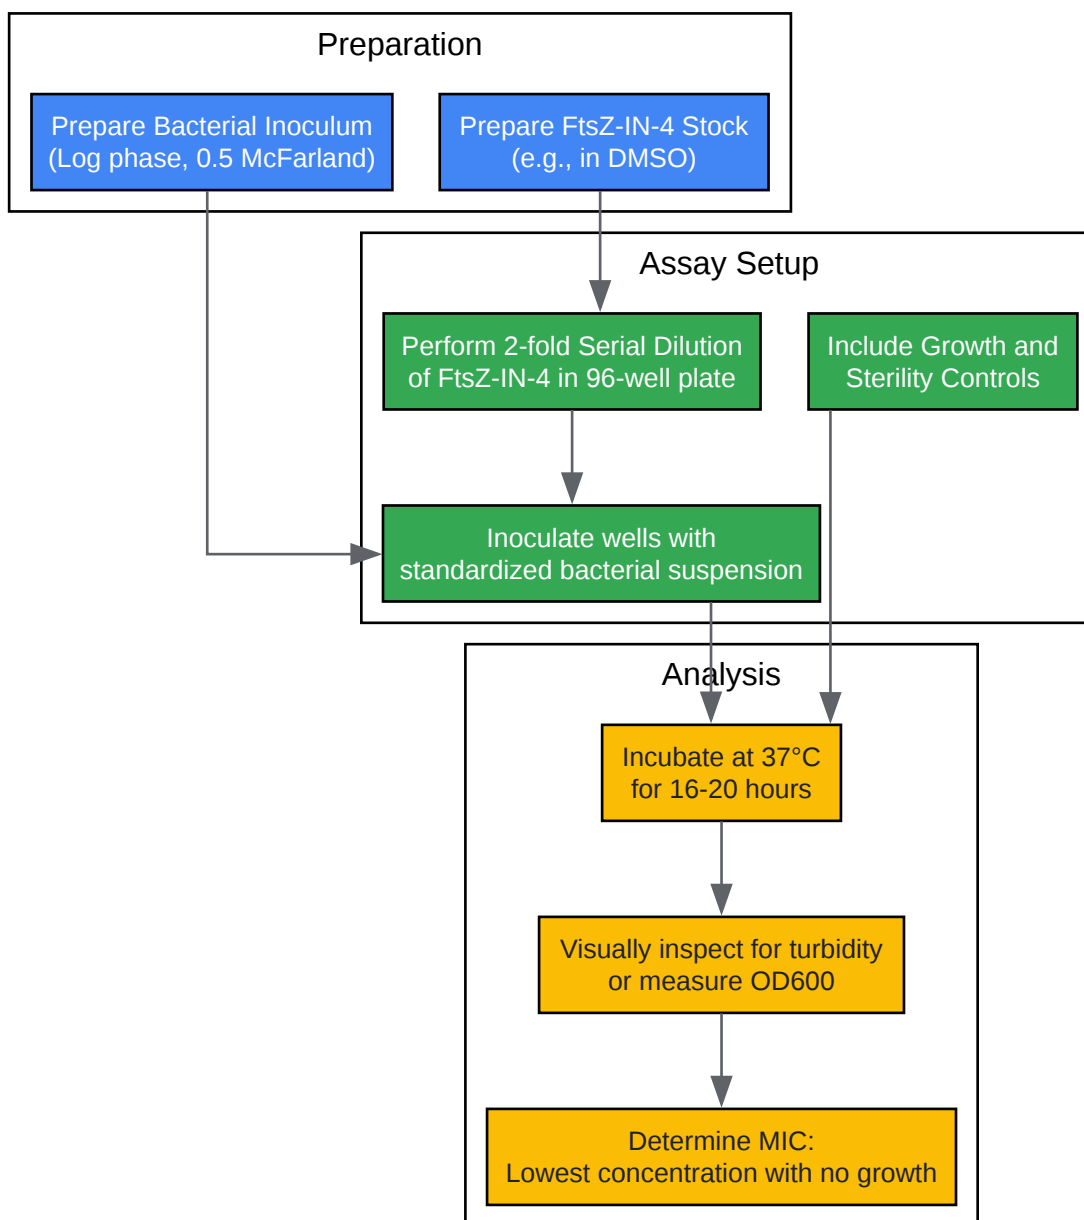 Preparation
Prepare Bacterial Inoculum
(Log phase, 0.5 McFarland)
Prepare FtsZ-IN-4 Stock
(e.g., in DMSO)
Assay Setup
Perform 2-fold Serial Dilution
of FtsZ-IN-4 in 96-well plate
Include Growth and
Sterility Controls
Inoculate wells with
standardized bacterial suspension
Analysis
Incubate at 37°C
for 16-20 hours
Visually inspect for turbidity
or measure OD600
Determine MIC:
Lowest concentration with no growth